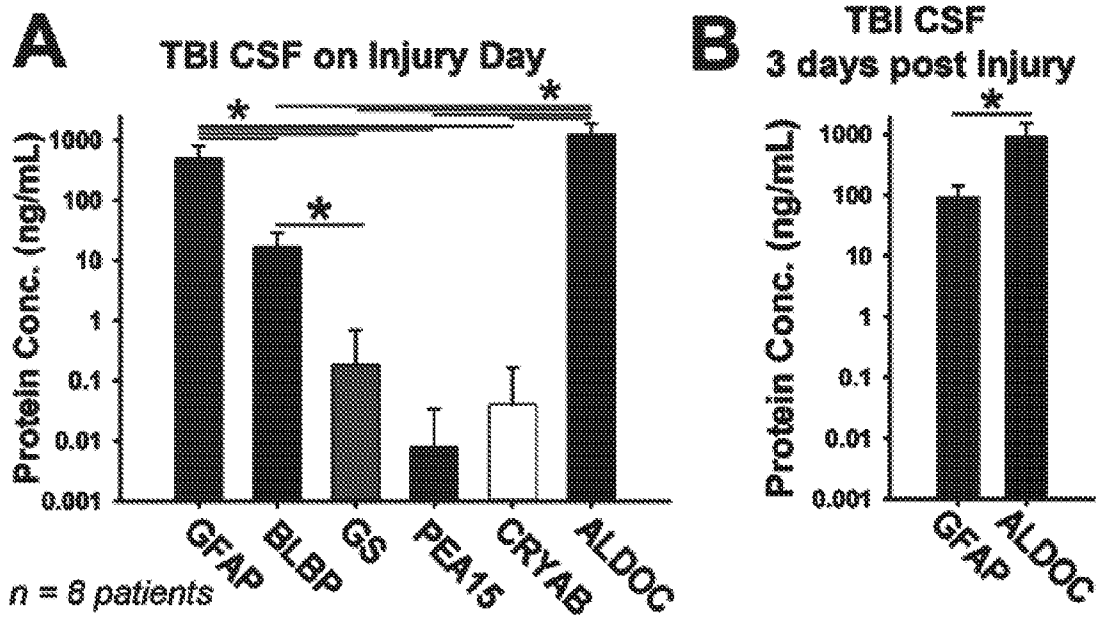 A
TBI CSF on Injury Day
Protein Conc. (ng/mL)
1000
100
10
1
0.1
0.01
0.001
*
*
*
GFAP
BLBP
GS
PEA15
CRYAB
ALDOC
n = 8 patients
B
TBI CSF
3 days post Injury
Protein Conc. (ng/mL)
1000
100
10
1
0.1
0.01
0.001
*
GFAP
ALDOC